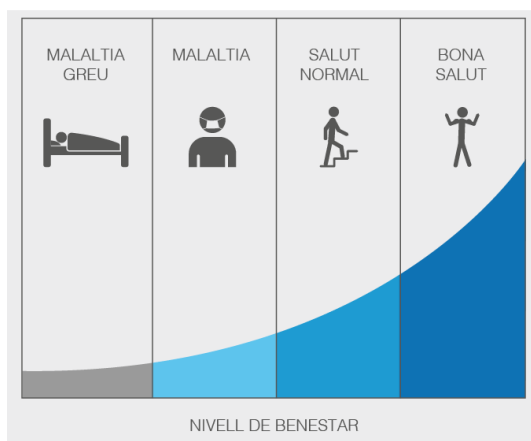 MALALTIA
GREU
MALALTIA
SALUT
NORMAL
BONA
SALUT
NIVELL DE BENESTAR